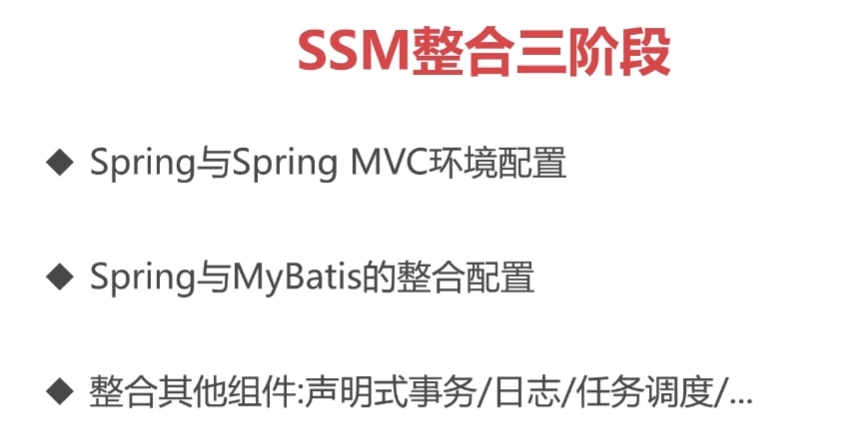 SSM整合三阶段
◆ Spring与Spring MVC环境配置
◆ Spring与MyBatis的整合配置
◆ 整合其他组件:声明式事务/日志/任务调度/...